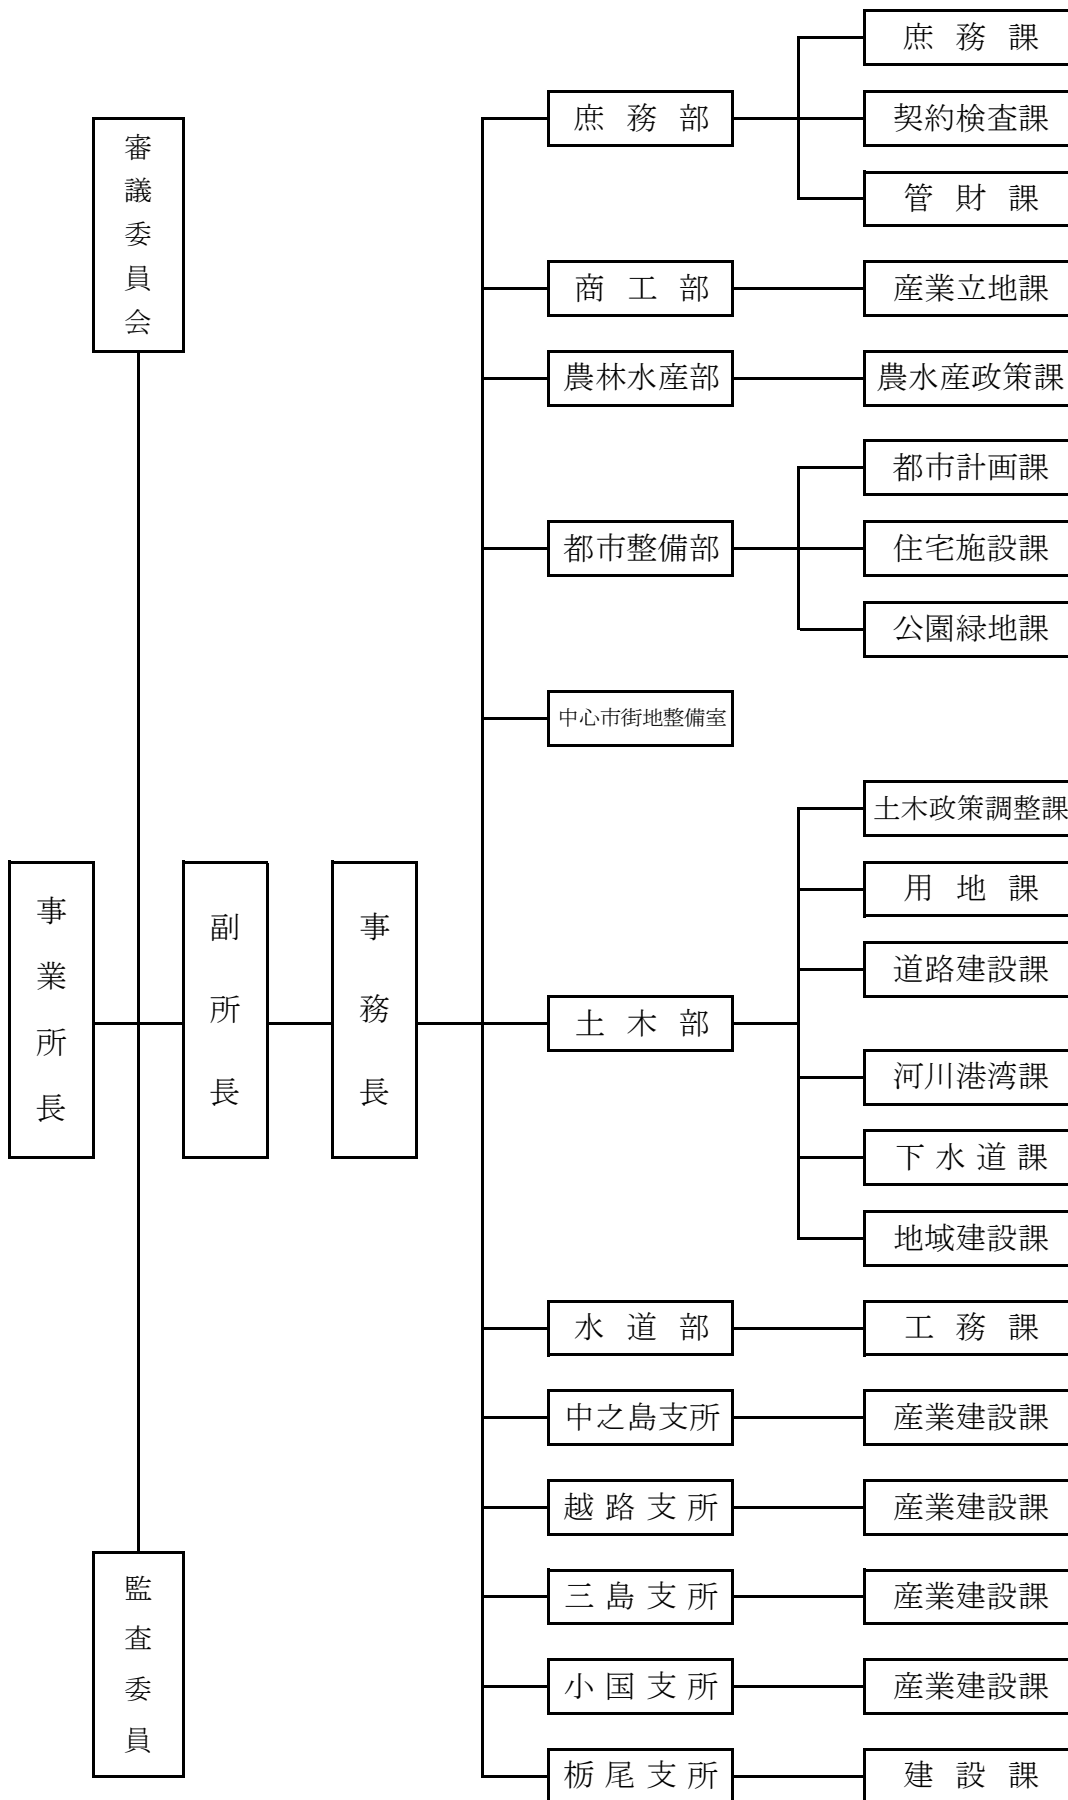 審議委員会
事業所長
副所長
事務長
監査委員
庶務部
庶務課
契約検査課
管財課
商工部
産業立地課
農林水産部
農水産政策課
都市整備部
都市計画課
住宅施設課
公園緑地課
中心市街地整備室
土木部
土木政策調整課
用地課
道路建設課
河川港湾課
下水道課
地域建設課
水道部
工務課
中之島支所
産業建設課
越路支所
産業建設課
三島支所
産業建設課
小国支所
産業建設課
栃尾支所
建設課